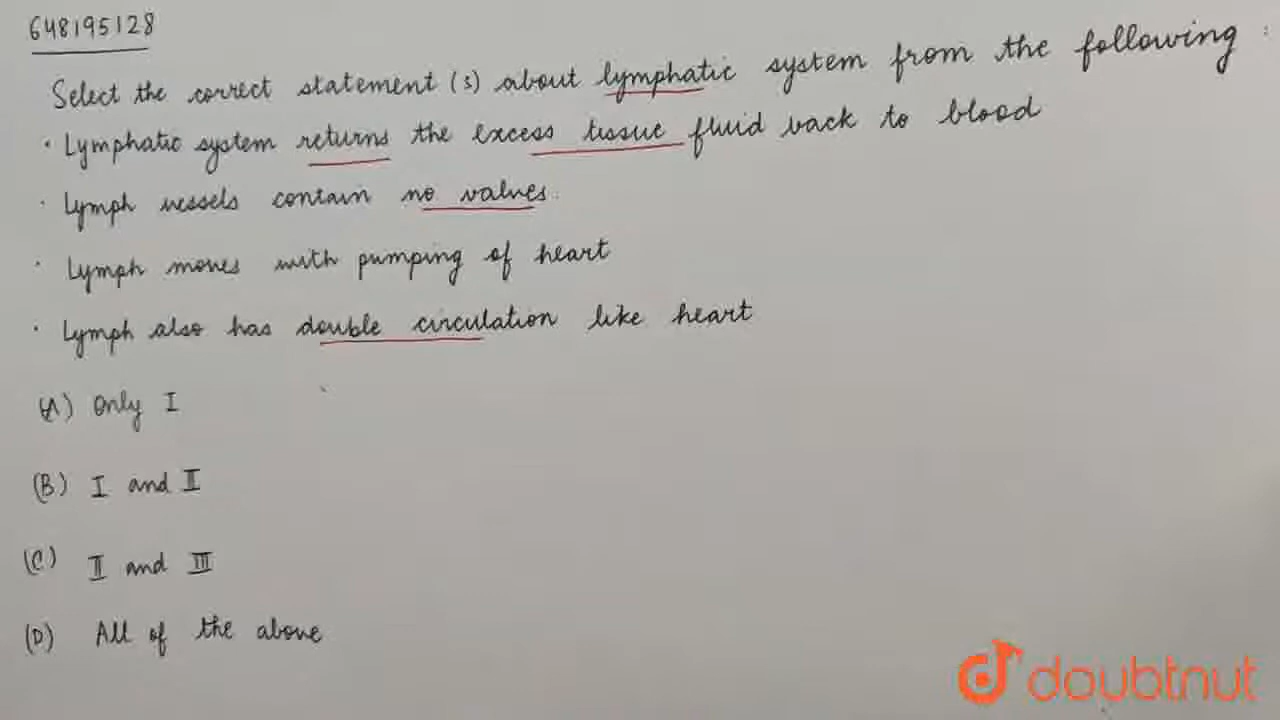 648195128
Select the correct statement (s) about lymphatic system from the following :
· Lymphatic system returns the excess tissue fluid back to blood
· Lymph vessels contain no valves.
· Lymph moves with pumping of heart
· Lymph also has double circulation like heart
(A) Only I
(B) I and II
(C) II and III
(D) All of the above
doubtnut